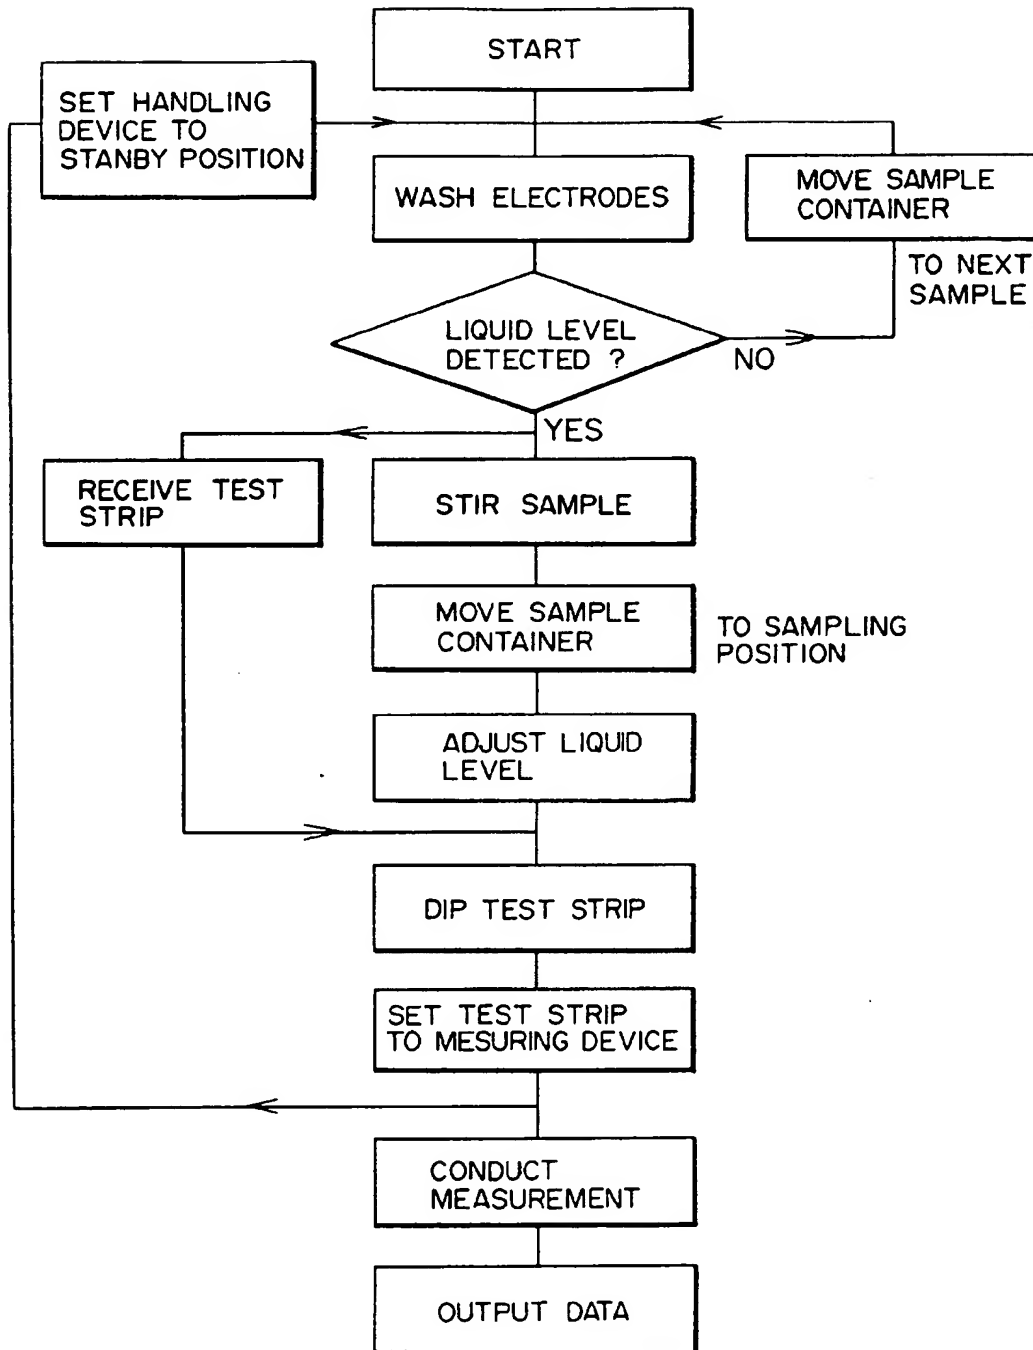 START
SET HANDLING
DEVICE TO
STANBY POSITION
WASH ELECTRODES
MOVE SAMPLE
CONTAINER
TO NEXT
SAMPLE
LIQUID LEVEL
DETECTED ?
NO
YES
RECEIVE TEST
STRIP
STIR SAMPLE
MOVE SAMPLE
CONTAINER
TO SAMPLING
POSITION
ADJUST LIQUID
LEVEL
DIP TEST STRIP
SET TEST STRIP
TO MESURING DEVICE
CONDUCT
MEASUREMENT
OUTPUT DATA